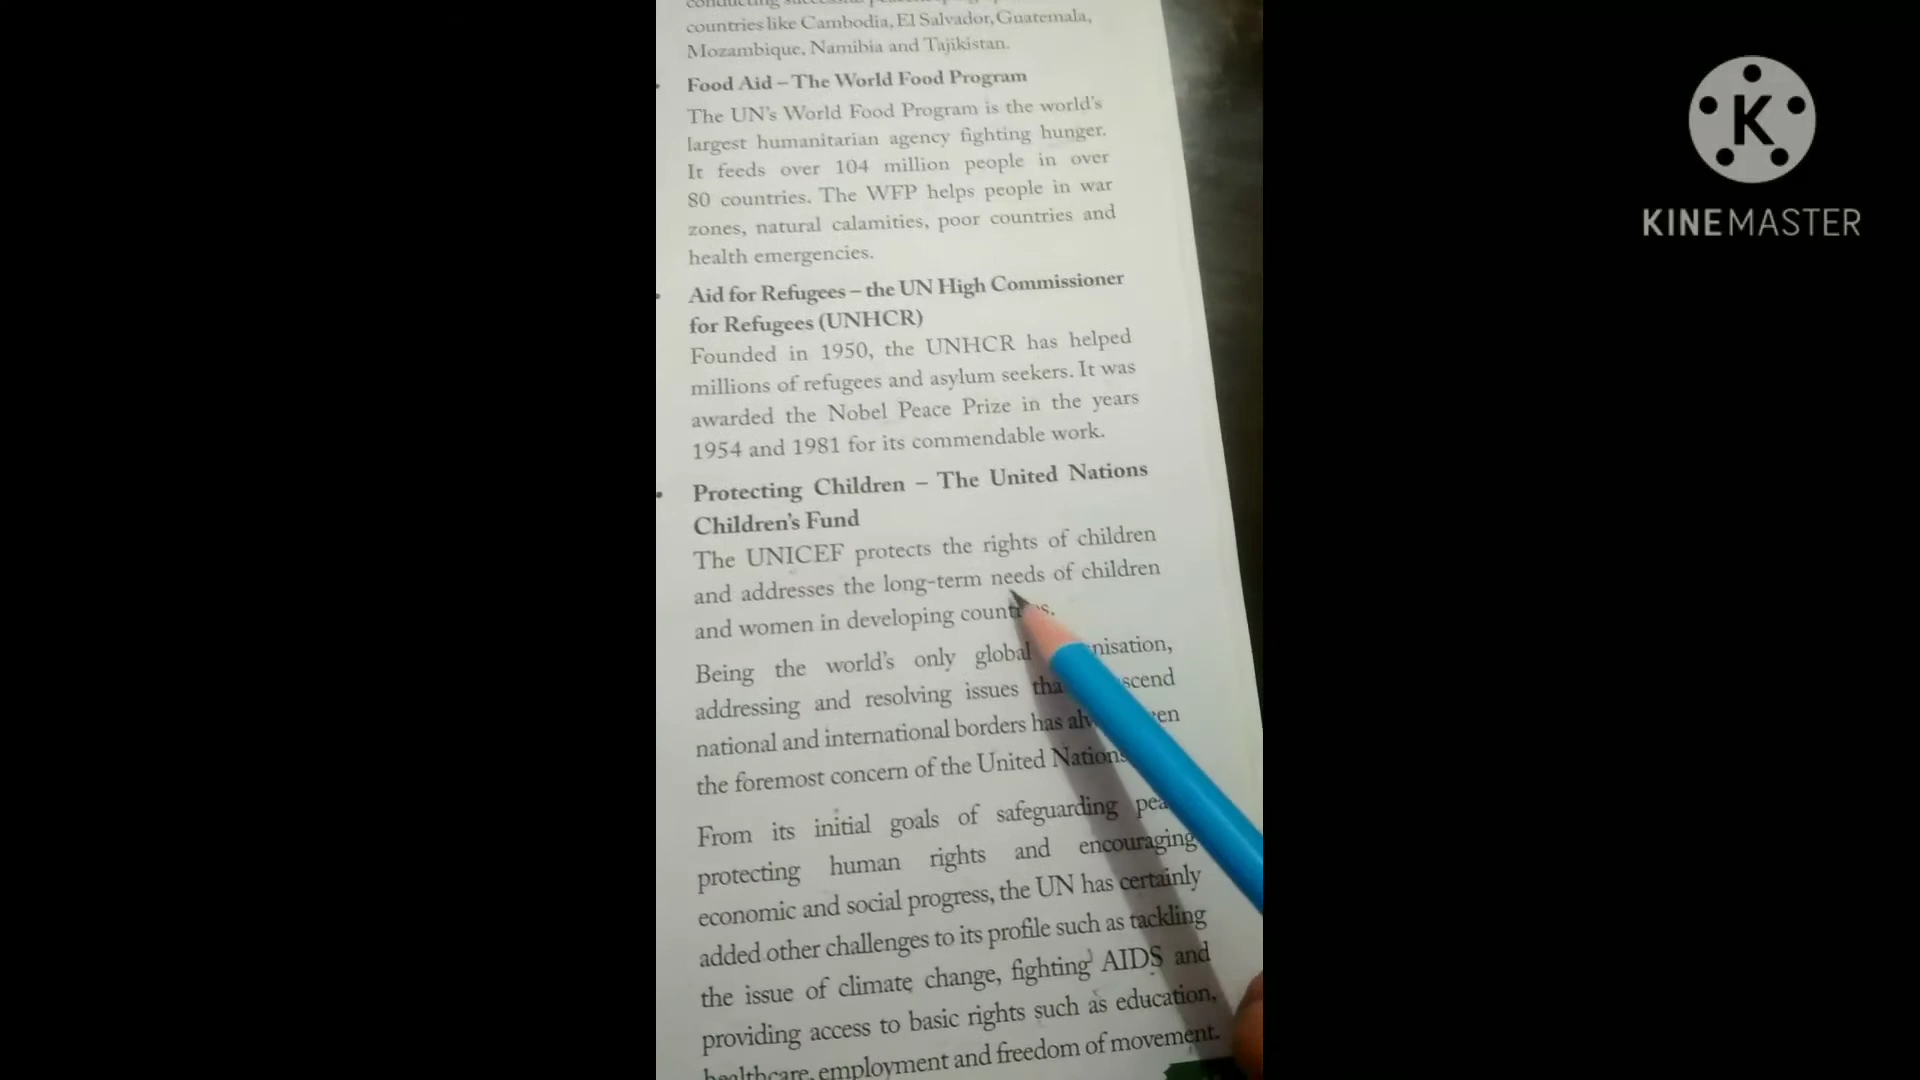 countries like Cambodia, El Salvador, Guatemala,
Mozambique, Namibia and Tajikistan.
• Food Aid – The World Food Program
The UN's World Food Program is the world's
largest humanitarian agency fighting hunger.
It feeds over 104 million people in over
80 countries. The WFP helps people in war
zones, natural calamities, poor countries and
health emergencies.
• Aid for Refugees – the UN High Commissioner
for Refugees (UNHCR)
Founded in 1950, the UNHCR has helped
millions of refugees and asylum seekers. It was
awarded the Nobel Peace Prize in the years
1954 and 1981 for its commendable work.
• Protecting Children – The United Nations
Children's Fund
The UNICEF protects the rights of children
and addresses the long-term needs of children
and women in developing
Being the world's only global
addressing and resolving issues
national and international borders has
the foremost concern of the United Nations
From its initial goals of safeguarding
protecting human rights and encouraging
economic and social progress, the UN has certainly
added other challenges to its profile such as tackling
the issue of climate change, fighting AIDS and
providing access to basic rights such as education,
healthcare, employment and freedom of movement.
K
KINEMASTER